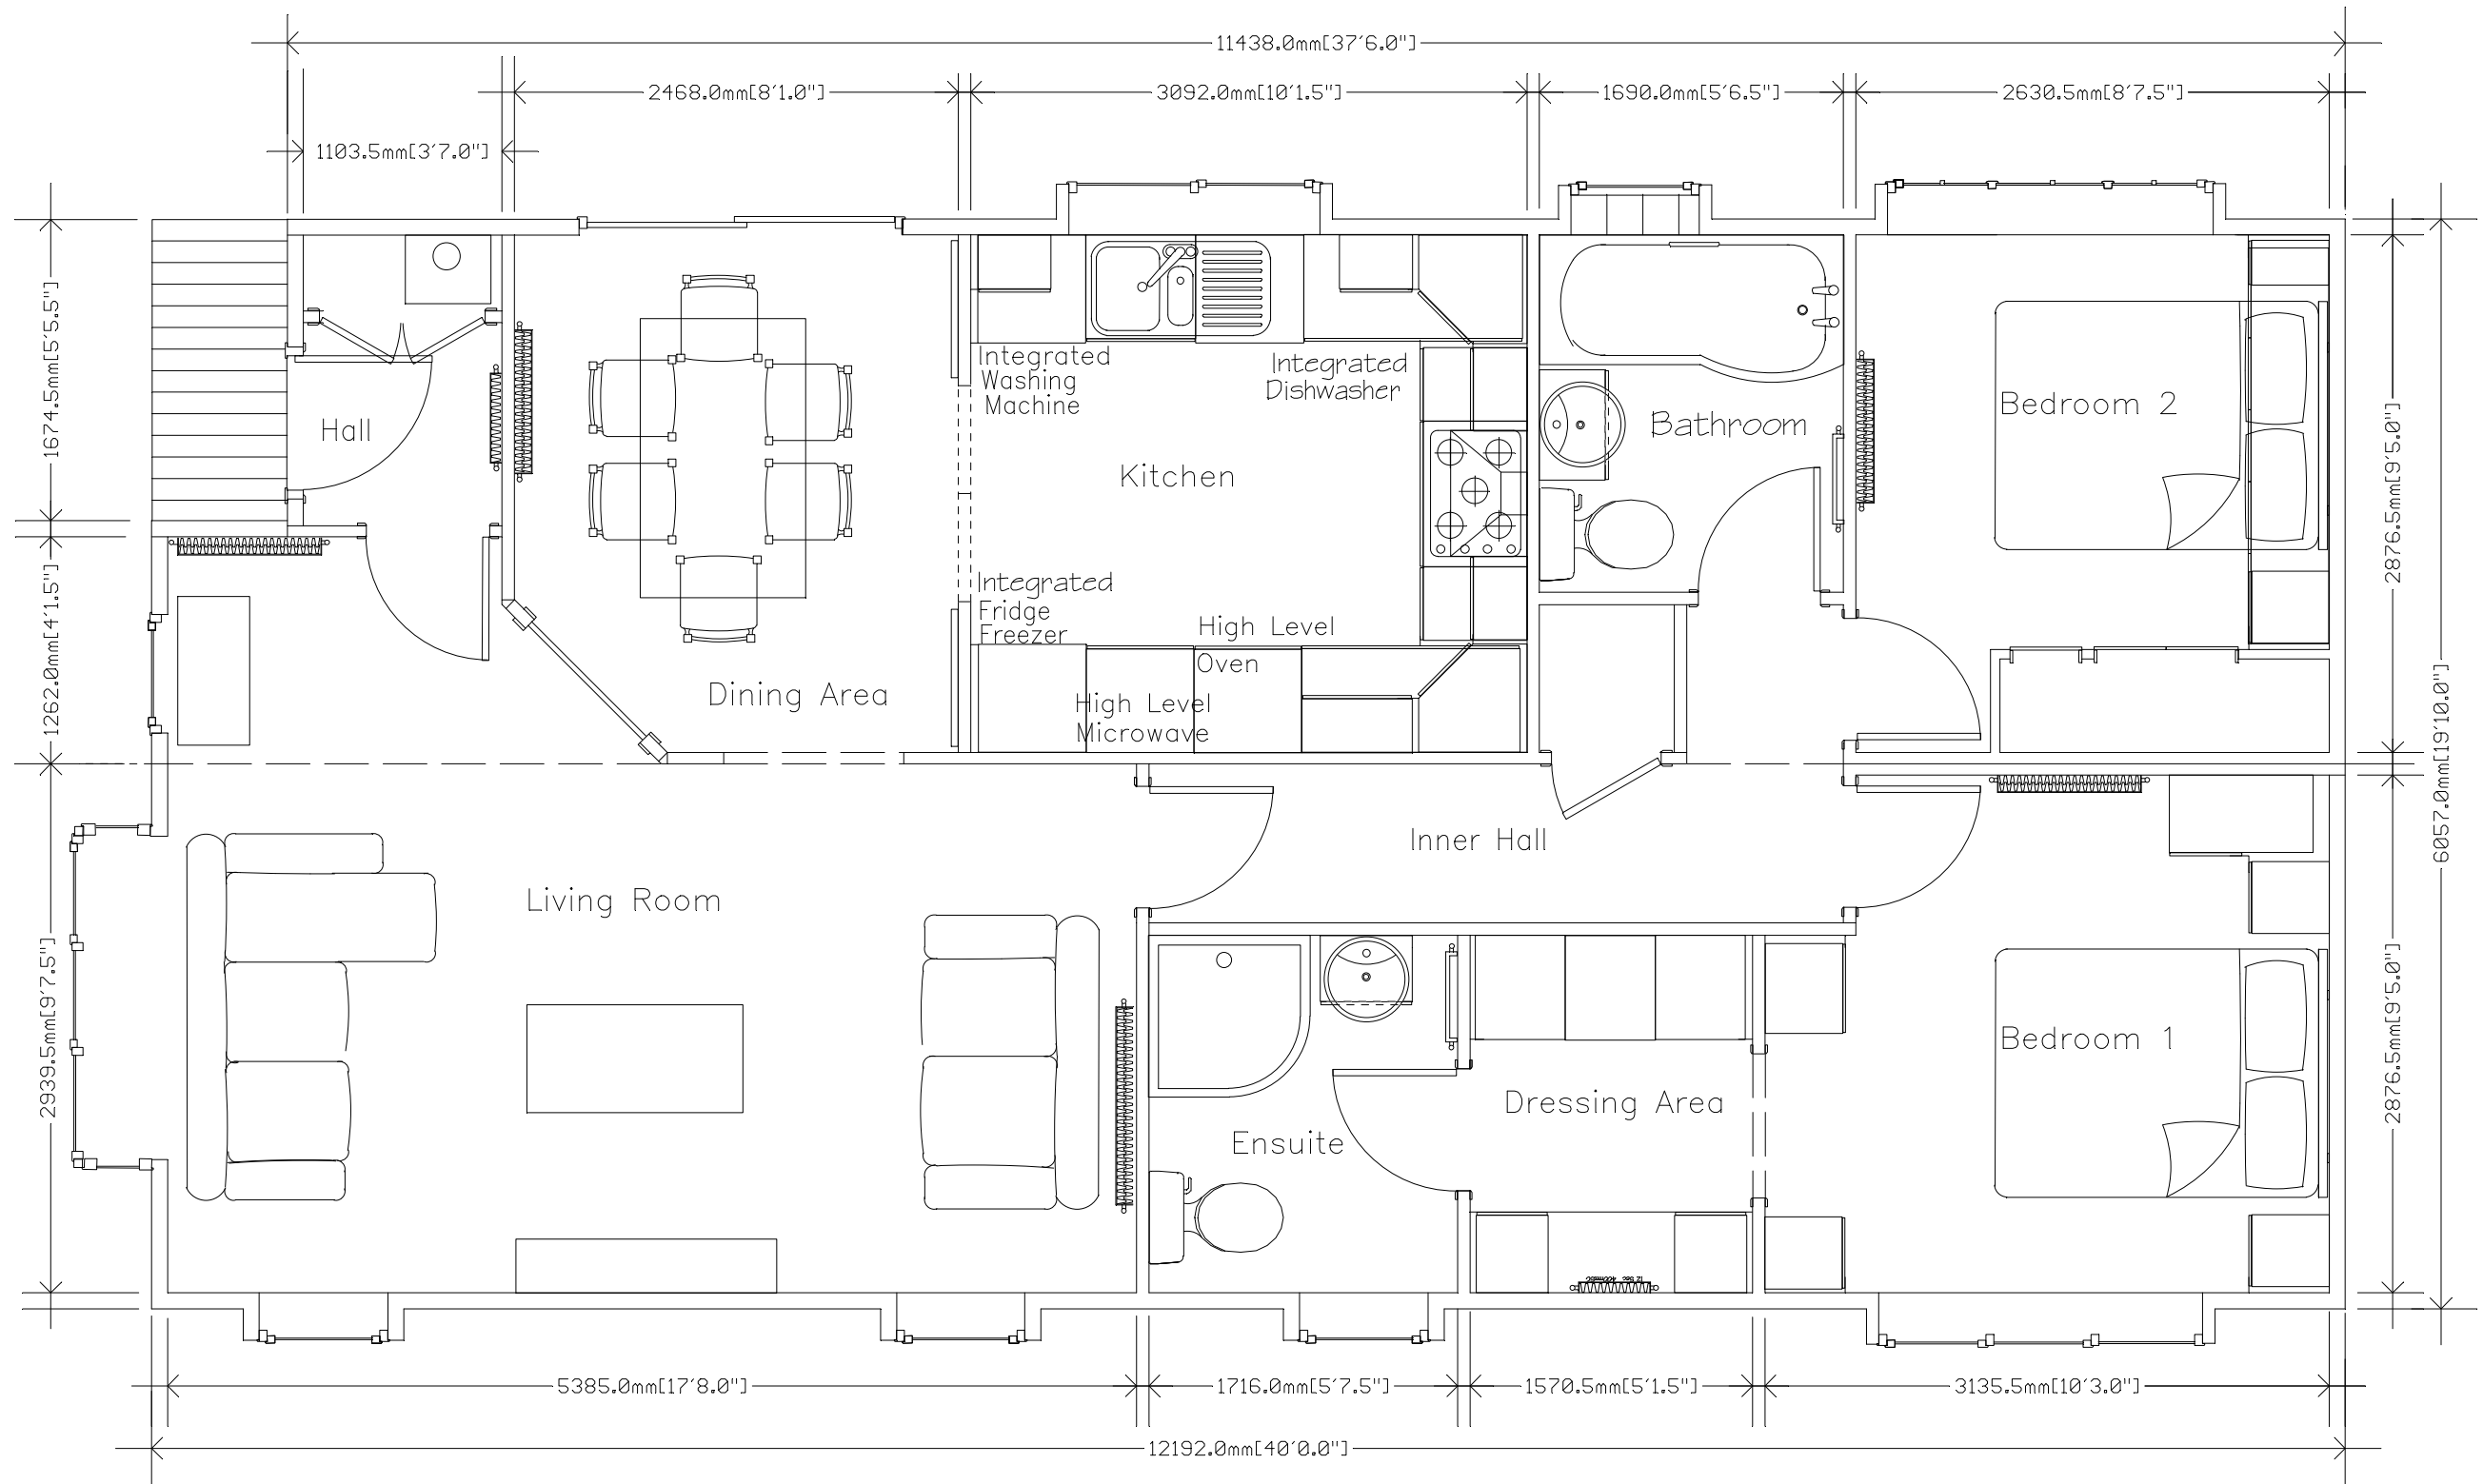 11438.0mm[37'6.0"]
2468.0mm[8'1.0"]
3092.0mm[10'1.5"]
1690.0mm[5'6.5"]
2630.5mm[8'7.5"]
1103.5mm[3'7.0"]
1674.5mm[5'5.5"]
1262.0mm[4'1.5"]
2939.5mm[9'7.5"]
Hall
Integrated
Washing
Machine
Integrated
Dishwasher
Kitchen
Bathroom
Bedroom 2
Integrated
Fridge
Freezer
High Level
Oven
High Level
Microwave
Dining Area
Inner Hall
Living Room
Bedroom 1
Dressing Area
Ensuite
2876.5mm[9'5.0"]
2876.5mm[9'5.0"]
6057.0mm[19'10.0"]
5385.0mm[17'8.0"]
1716.0mm[5'7.5"]
1570.5mm[5'1.5"]
3135.5mm[10'3.0"]
12192.0mm[40'0.0"]